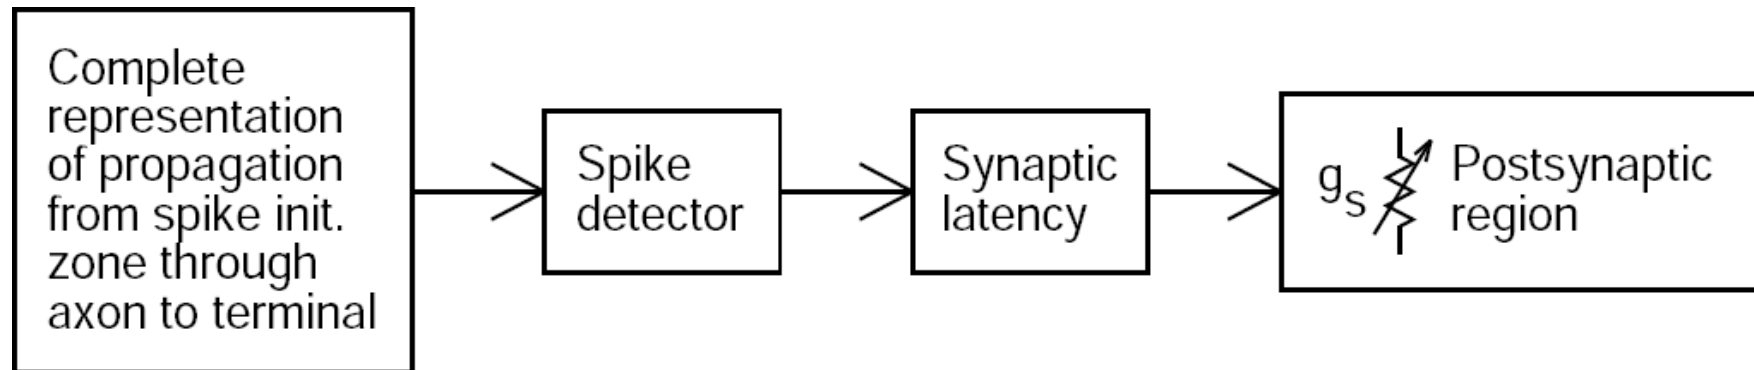 Complete
representation
of propagation
from spike init.
zone through
axon to terminal
Spike
detector
Synaptic
latency
gs
Postsynaptic
region